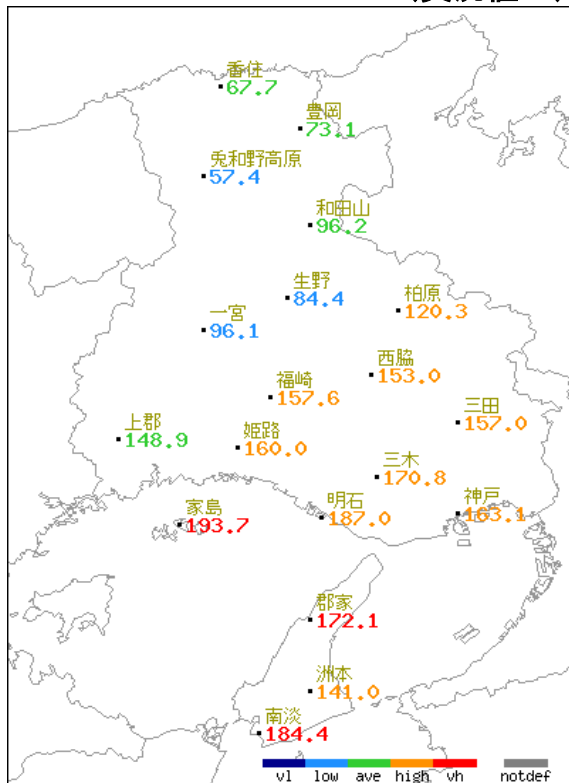 香住
67.7
豊岡
73.1
兎和野高原
57.4
和田山
96.2
生野
84.4
柏原
120.3
一宮
96.1
西脇
153.0
福崎
157.6
三田
157.0
上郡
148.9
姫路
160.0
三木
170.8
家島
193.7
明石
187.0
神戸
163.1
郡家
172.1
洲本
141.0
南淡
184.4
vl low ave high vh notdef